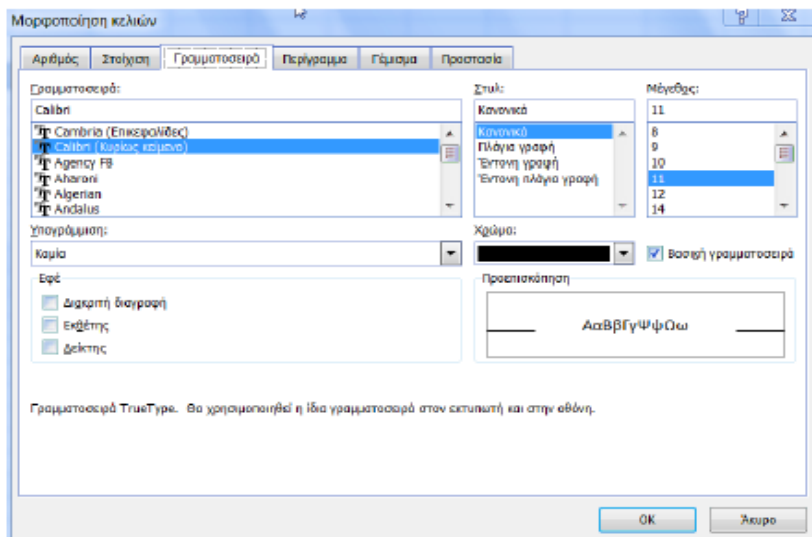 Μορφοποίηση κελιών
Αριθμός Στοίχιση Γραμματοσειρά Περίγραμμα Γέμισμα Προστασία
Γραμματοσειρά: Στυλ: Μέγεθος:
Calibri Κανονικά 11
Cambria (Επικεφαλίδες) Κανονικά 8
Calibri (Κυρίως κείμενο) Πλάγια γραφή 9
Agency FB Έντονη γραφή 10
Aharoni Έντονη πλάγια γραφή 11
Algerian 12
Andalus 14
Υπογράμμιση: Χρώμα:
Καμία Βασική γραμματοσειρά
Εφέ Προεπισκόπηση
Διακριτή διαγραφή
Εκθέτης ΑαΒβΓγΨψΩω
Δείκτης
Γραμματοσειρά TrueType. Θα χρησιμοποιηθεί η ίδια γραμματοσειρά στον εκτυπωτή και στην οθόνη.
OK Άκυρο